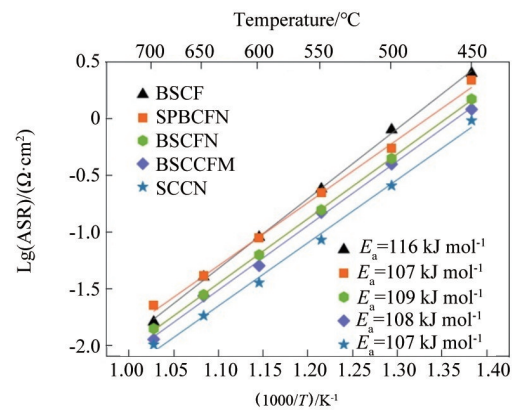 Temperature/°C
700 650 600 550 500 450
Lg(ASR)/(Ω·cm²)
0.5
0
-0.5
-1.0
-1.5
-2.0
BSCF
SPBCFN
BSCFN
BSCCFM
SCCN
Eₐ=116 kJ mol⁻¹
Eₐ=107 kJ mol⁻¹
Eₐ=109 kJ mol⁻¹
Eₐ=108 kJ mol⁻¹
Eₐ=107 kJ mol⁻¹
1.00 1.05 1.10 1.15 1.20 1.25 1.30 1.35 1.40
(1000/T)/K⁻¹